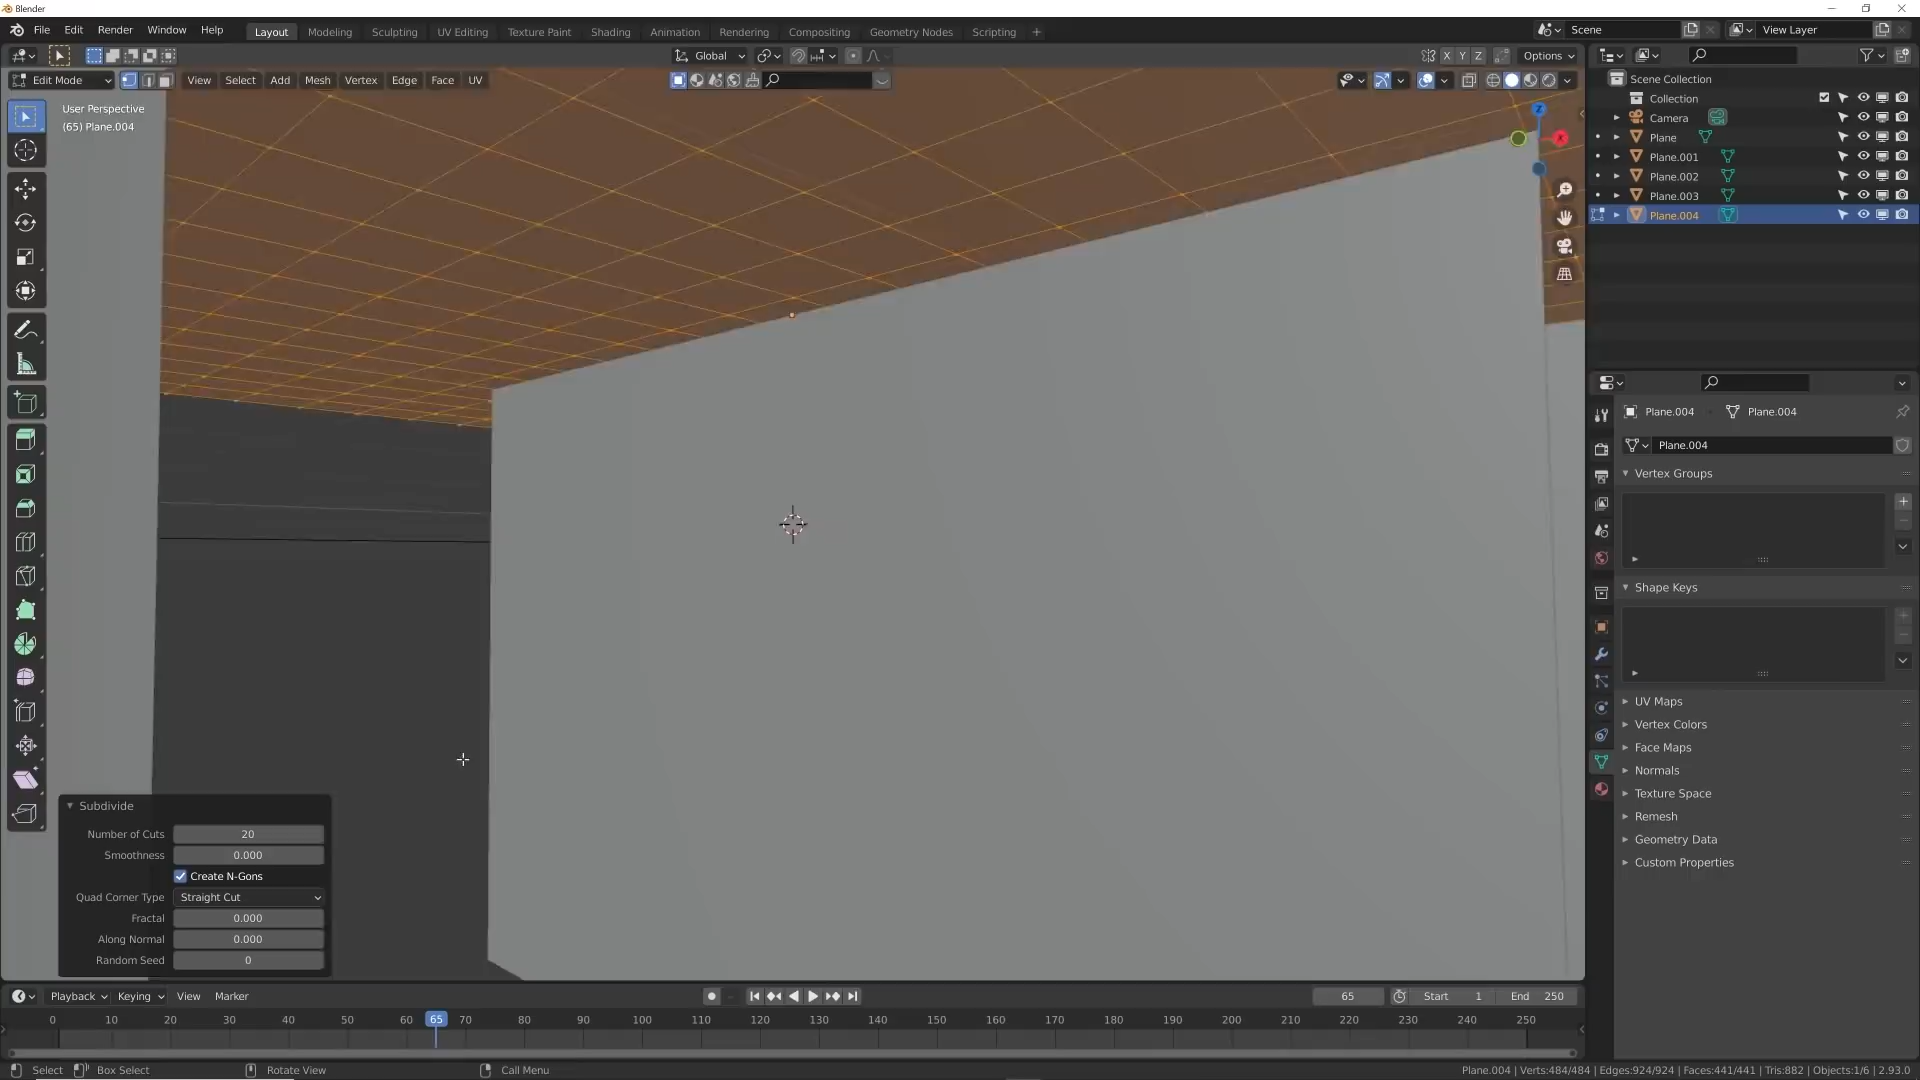 Blender
File Edit Render Window Help Layout Modeling Sculpting UV Editing Texture Paint Shading Animation Rendering Compositing Geometry Nodes Scripting + Scene View Layer
Global X Y Z Options
Edit Mode View Select Add Mesh Vertex Edge Face UV
User Perspective
(65) Plane.004
Z
X
Scene Collection
Collection
Camera
Plane
Plane.001
Plane.002
Plane.003
Plane.004
Plane.004 Plane.004
Plane.004
Vertex Groups
Shape Keys
UV Maps
Vertex Colors
Face Maps
Normals
Texture Space
Remesh
Geometry Data
Custom Properties
Subdivide
Number of Cuts 20
Smoothness 0.000
Create N-Gons
Quad Corner Type Straight Cut
Fractal 0.000
Along Normal 0.000
Random Seed 0
Playback Keying View Marker 65 Start 1 End 250
0 10 20 30 40 50 60 65 70 80 90 100 110 120 130 140 150 160 170 180 190 200 210 220 230 240 250
Select Box Select Rotate View Call Menu Plane.004 | Verts:484/484 | Edges:924/924 | Faces:441/441 | Tris:882 | Objects:1/6 | 2.93.0